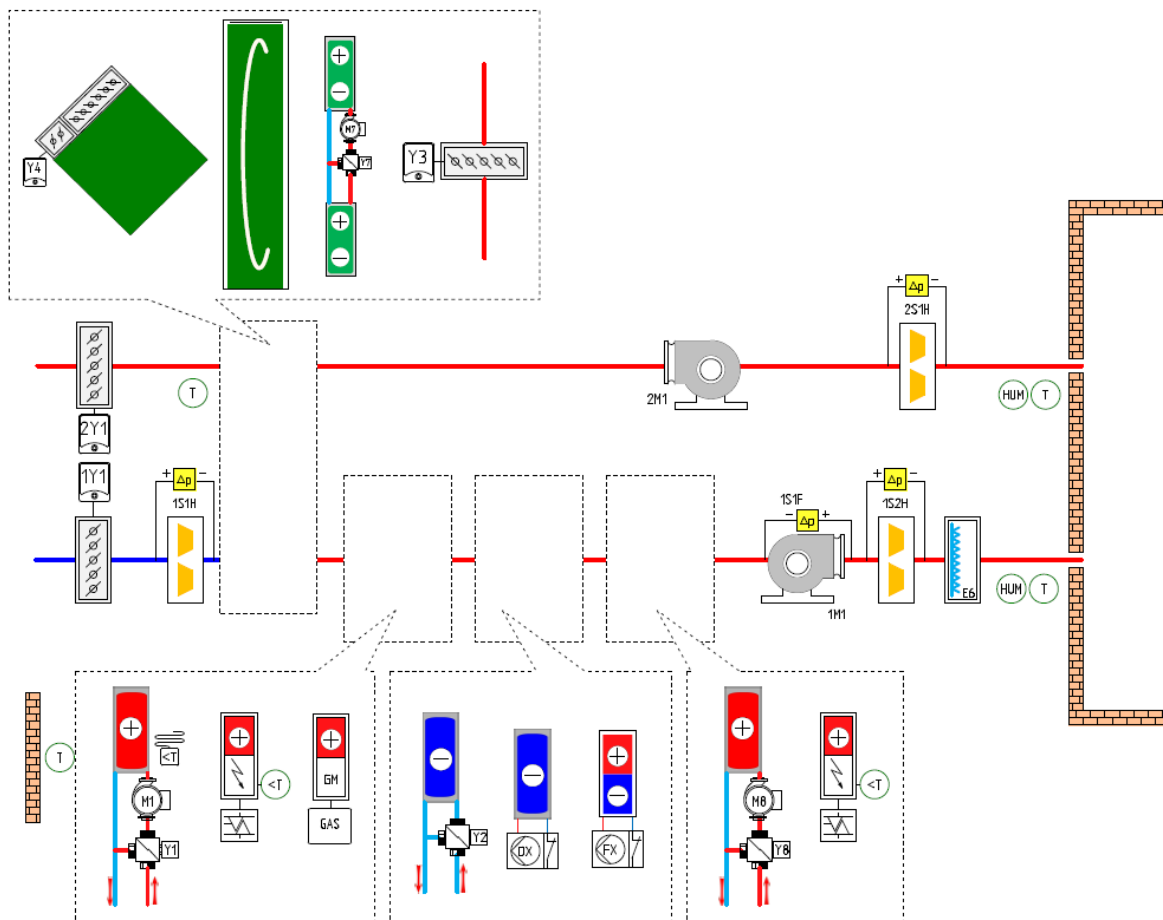 Y4
M7
Y7
Y3
+ Δp −
2S1H
2M1
T
HUM T
2Y1
1Y1
+ Δp −
1S1H
1S1F
− Δp +
+ Δp −
1S2H
1M1
E6
HUM T
T
<T
M1
Y1
<T
GM
GAS
Y2
DX
FX
M8
Y8
<T